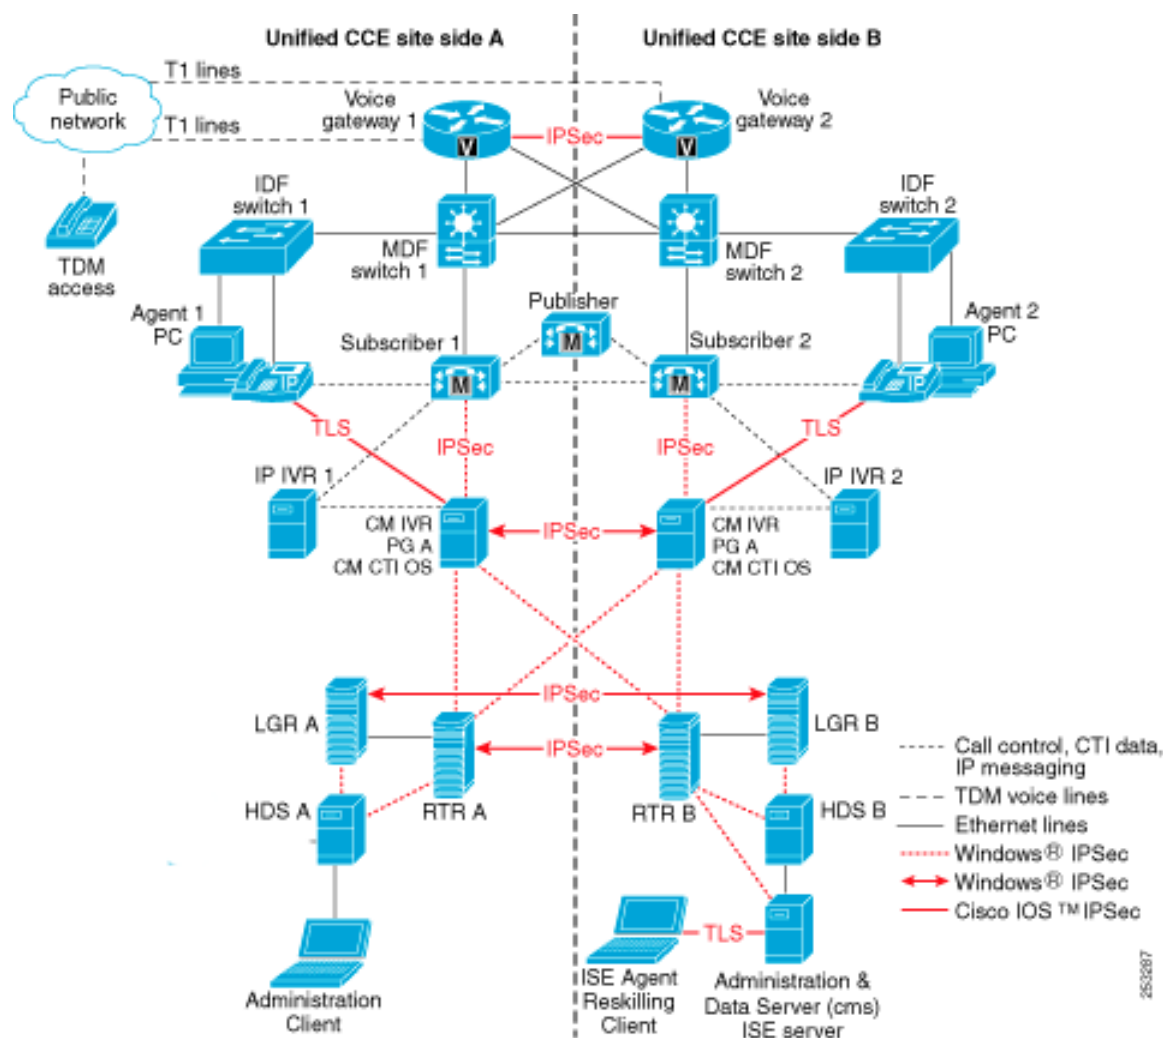 Unified CCE site side A
Unified CCE site side B
T1 lines
Public
network
T1 lines
Voice
gateway 1
V
IPSec
Voice
gateway 2
V
IDF
switch 1
IDF
switch 2
TDM
access
MDF
switch 1
MDF
switch 2
Publisher
M
Agent 1
PC
Subscriber 1
Subscriber 2
Agent 2
PC
IP
M
M
IP
TLS
IPSec
IPSec
TLS
IP IVR 1
IP IVR 2
CM IVR
PG A
CM CTI OS
IPSec
CM IVR
PG A
CM CTI OS
LGR A
IPSec
LGR B
IPSec
HDS A
RTR A
RTR B
HDS B
Call control, CTI data,
IP messaging
TDM voice lines
Ethernet lines
Windows® IPSec
Windows® IPSec
Cisco IOS ™ IPSec
TLS
Administration
Client
ISE Agent
Reskilling
Client
Administration &
Data Server (cms)
ISE server
253287